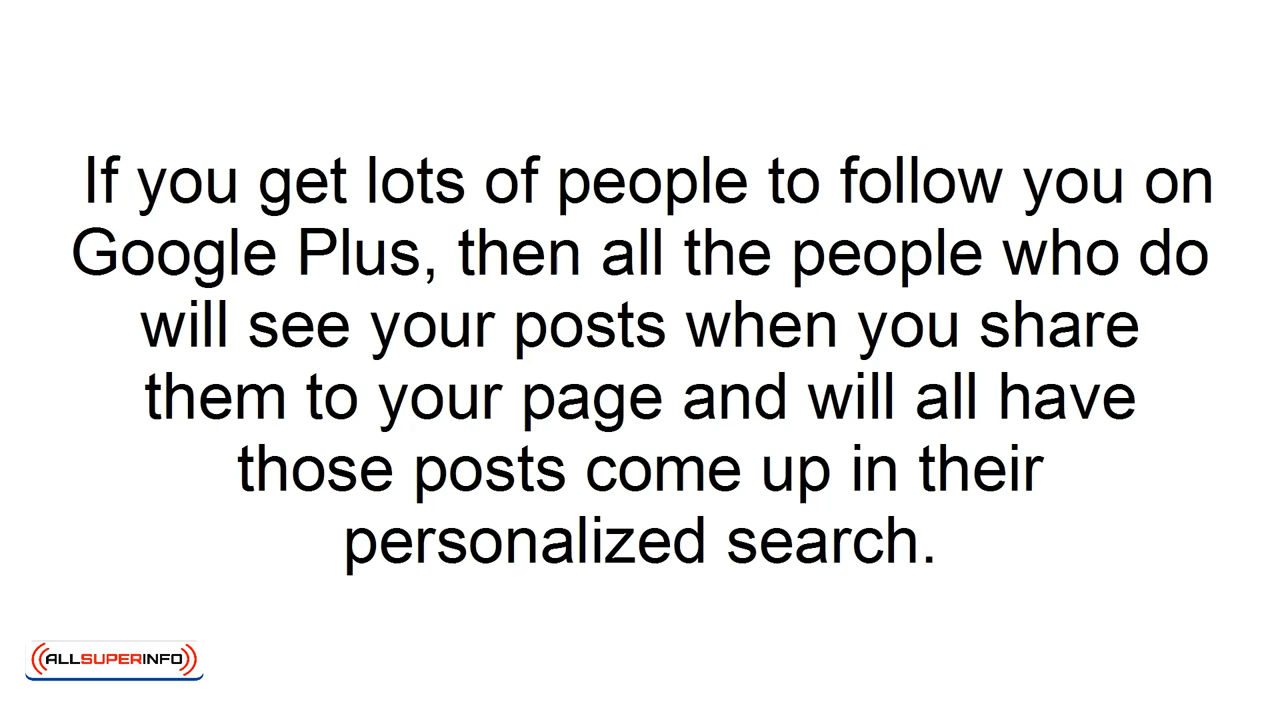 If you get lots of people to follow you on
Google Plus, then all the people who do
will see your posts when you share
them to your page and will all have
those posts come up in their
personalized search.
ALLSUPERINFO